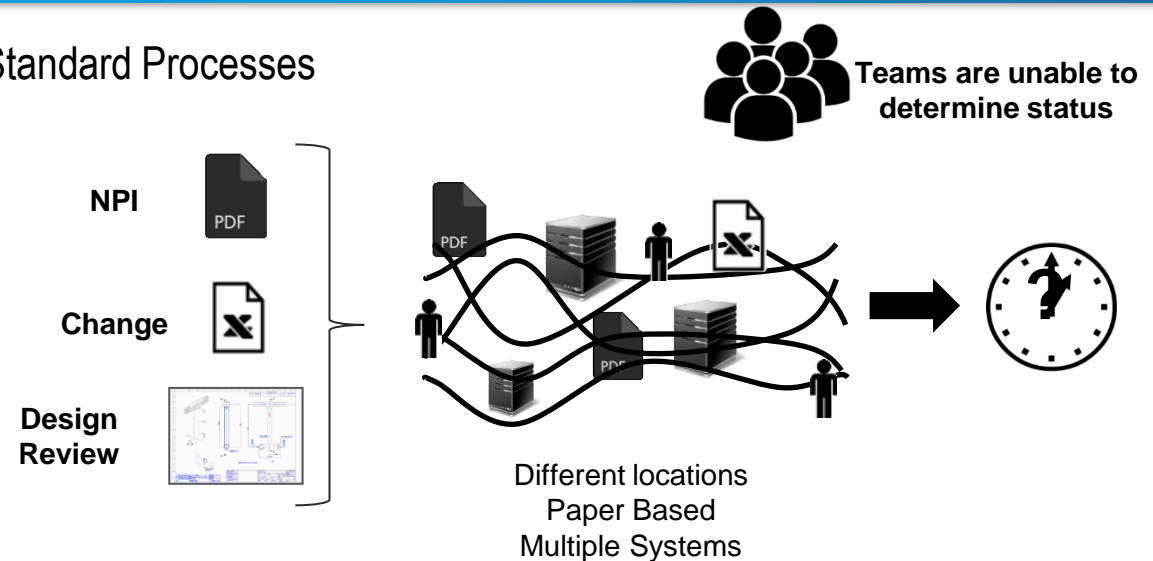 Standard Processes
Teams are unable to
determine status
NPI
PDF
Change
X
Design
Review
PDF
X
PDF
?
Different locations
Paper Based
Multiple Systems